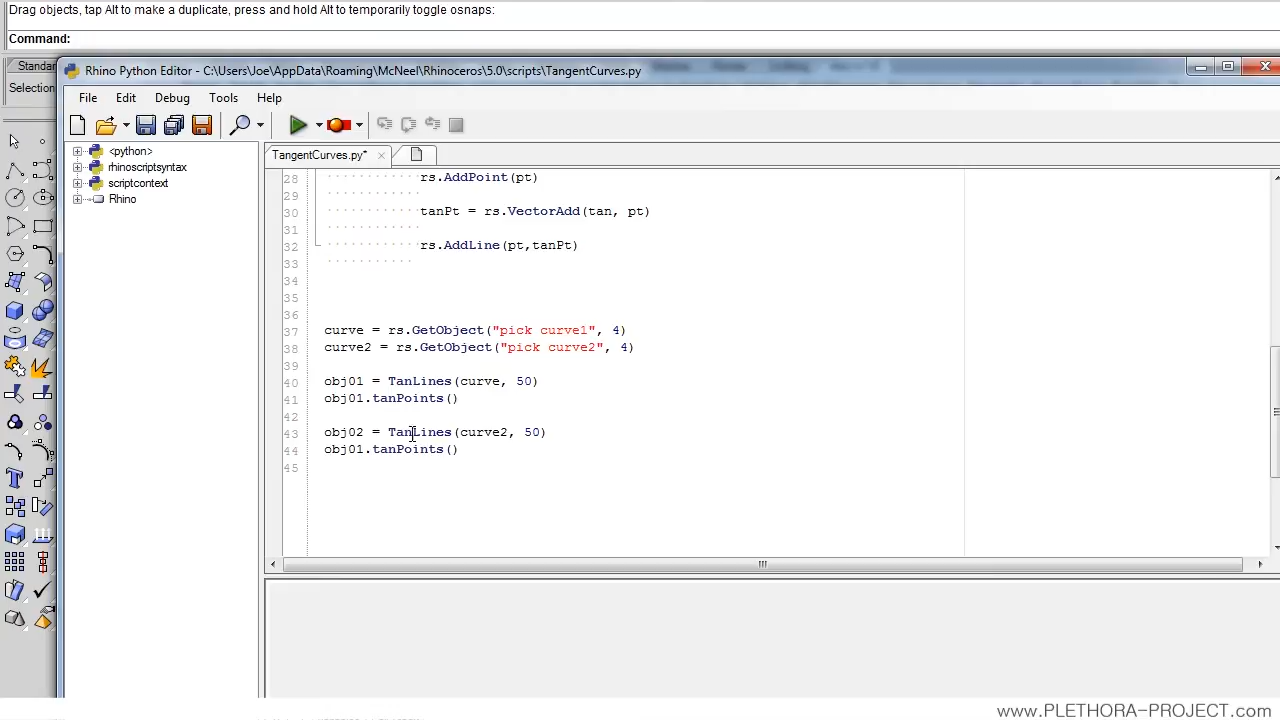 Drag objects, tap Alt to make a duplicate, press and hold Alt to temporarily toggle osnaps:
Command:
Standar
Rhino Python Editor - C:\Users\Joe\AppData\Roaming\McNeel\Rhinoceros\5.0\scripts\TangentCurves.py
Selection
File Edit Debug Tools Help
<python>
rhinoscriptsyntax
scriptcontext
Rhino
TangentCurves.py*
28 rs.AddPoint(pt)
29
30 tanPt = rs.VectorAdd(tan, pt)
31
32 rs.AddLine(pt,tanPt)
33
34
35
36
37 curve = rs.GetObject("pick curve1", 4)
38 curve2 = rs.GetObject("pick curve2", 4)
39
40 obj01 = TanLines(curve, 50)
41 obj01.tanPoints()
42
43 obj02 = TanLines(curve2, 50)
44 obj01.tanPoints()
45
www.PLETHORA-PROJECT.com